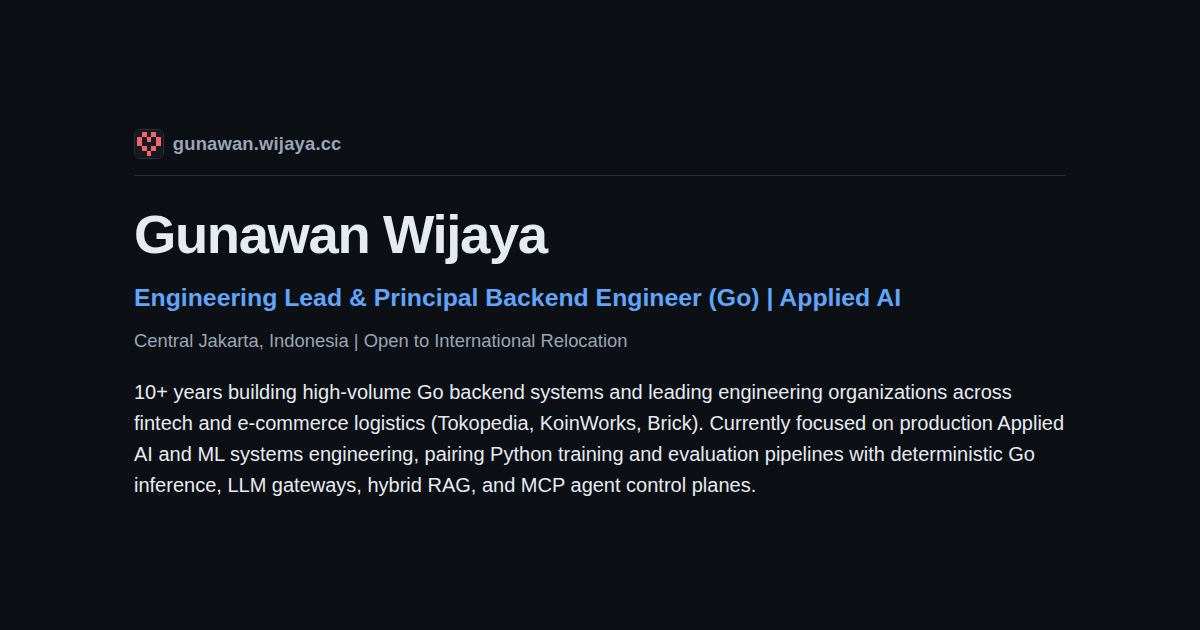 gunawan.wijaya.cc
Gunawan Wijaya
Engineering Lead & Principal Backend Engineer (Go) | Applied AI
Central Jakarta, Indonesia | Open to International Relocation
10+ years building high-volume Go backend systems and leading engineering organizations across
fintech and e-commerce logistics (Tokopedia, KoinWorks, Brick). Currently focused on production Applied
AI and ML systems engineering, pairing Python training and evaluation pipelines with deterministic Go
inference, LLM gateways, hybrid RAG, and MCP agent control planes.